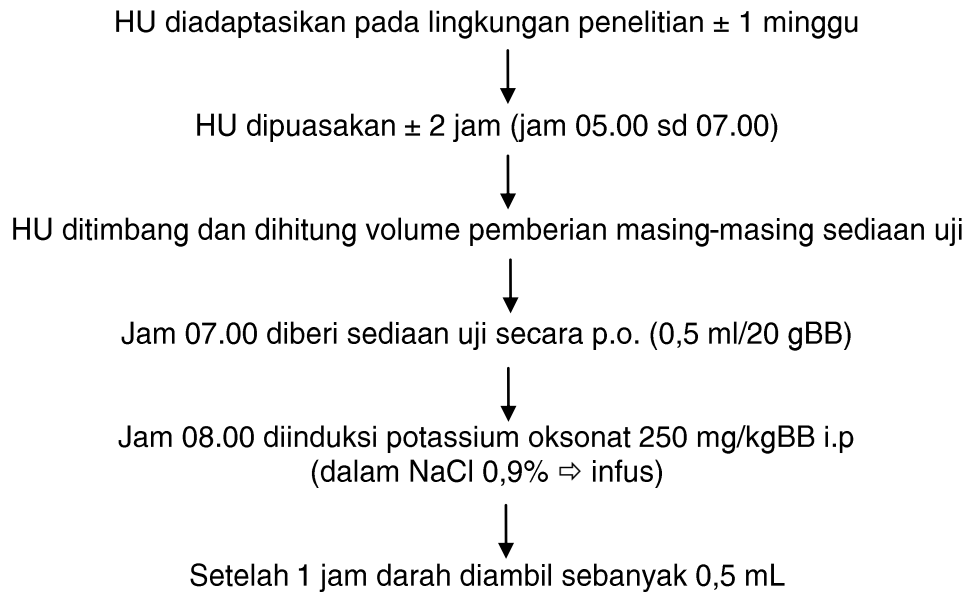 HU diadaptasikan pada lingkungan penelitian ± 1 minggu
HU dipuasakan ± 2 jam (jam 05.00 sd 07.00)
HU ditimbang dan dihitung volume pemberian masing-masing sediaan uji
Jam 07.00 diberi sediaan uji secara p.o. (0,5 ml/20 gBB)
Jam 08.00 diinduksi potassium oksonat 250 mg/kgBB i.p
(dalam NaCl 0,9% ⇨ infus)
Setelah 1 jam darah diambil sebanyak 0,5 mL